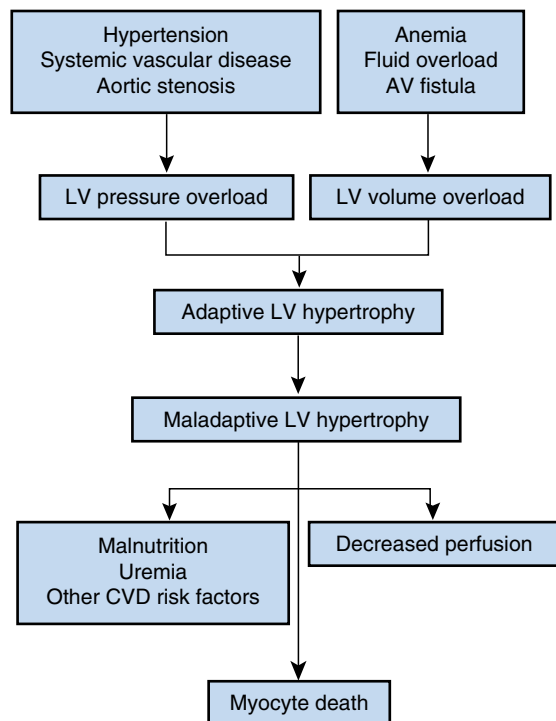 Hypertension
Systemic vascular disease
Aortic stenosis
Anemia
Fluid overload
AV fistula
LV pressure overload
LV volume overload
Adaptive LV hypertrophy
Maladaptive LV hypertrophy
Malnutrition
Uremia
Other CVD risk factors
Decreased perfusion
Myocyte death